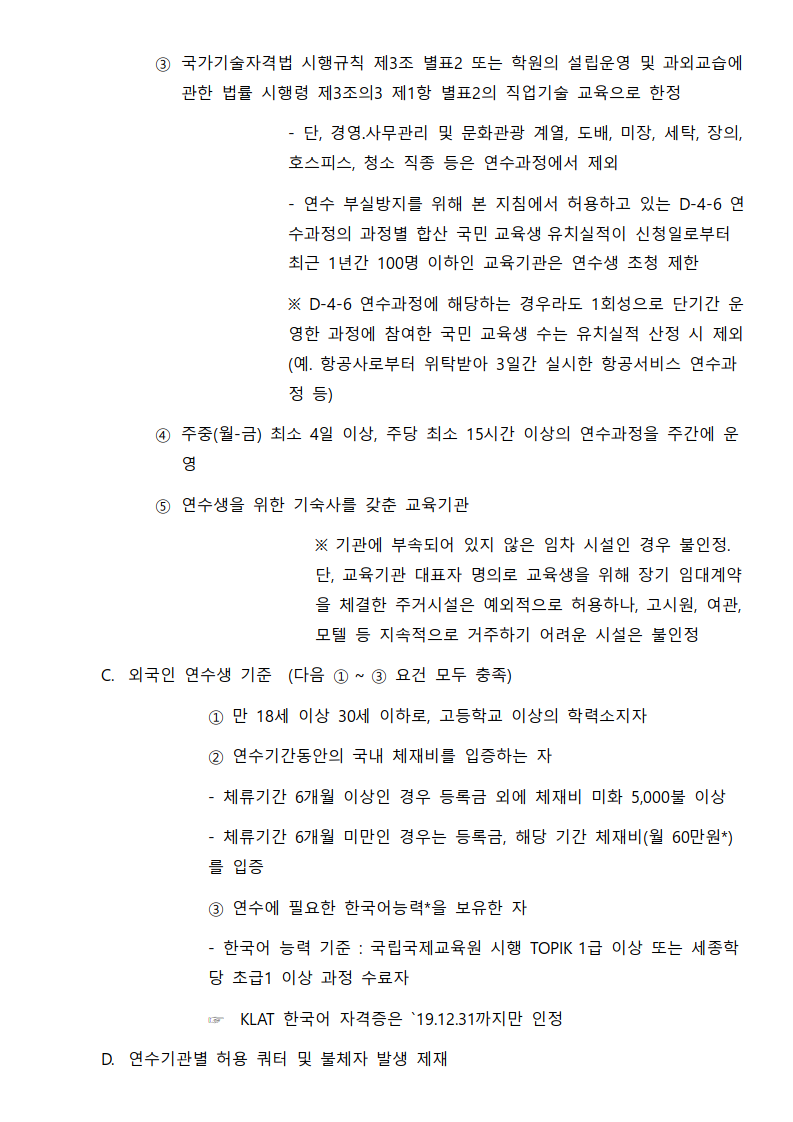 ③ 국가기술자격법 시행규칙 제3조 별표2 또는 학원의 설립운영 및 과외교습에
관한 법률 시행령 제3조의3 제1항 별표2의 직업기술 교육으로 한정
- 단, 경영.사무관리 및 문화관광 계열, 도배, 미장, 세탁, 장의,
호스피스, 청소 직종 등은 연수과정에서 제외
- 연수 부실방지를 위해 본 지침에서 허용하고 있는 D-4-6 연
수과정의 과정별 합산 국민 교육생 유치실적이 신청일로부터
최근 1년간 100명 이하인 교육기관은 연수생 초청 제한
※ D-4-6 연수과정에 해당하는 경우라도 1회성으로 단기간 운
영한 과정에 참여한 국민 교육생 수는 유치실적 산정 시 제외
(예. 항공사로부터 위탁받아 3일간 실시한 항공서비스 연수과
정 등)
④ 주중(월-금) 최소 4일 이상, 주당 최소 15시간 이상의 연수과정을 주간에 운
영
⑤ 연수생을 위한 기숙사를 갖춘 교육기관
※ 기관에 부속되어 있지 않은 임차 시설인 경우 불인정.
단, 교육기관 대표자 명의로 교육생을 위해 장기 임대계약
을 체결한 주거시설은 예외적으로 허용하나, 고시원, 여관,
모텔 등 지속적으로 거주하기 어려운 시설은 불인정
C. 외국인 연수생 기준 (다음 ① ~ ③ 요건 모두 충족)
① 만 18세 이상 30세 이하로, 고등학교 이상의 학력소지자
② 연수기간동안의 국내 체재비를 입증하는 자
- 체류기간 6개월 이상인 경우 등록금 외에 체재비 미화 5,000불 이상
- 체류기간 6개월 미만인 경우는 등록금, 해당 기간 체재비(월 60만원*)
를 입증
③ 연수에 필요한 한국어능력*을 보유한 자
- 한국어 능력 기준 : 국립국제교육원 시행 TOPIK 1급 이상 또는 세종학
당 초급1 이상 과정 수료자
☞ KLAT 한국어 자격증은 `19.12.31까지만 인정
D. 연수기관별 허용 쿼터 및 불체자 발생 제재